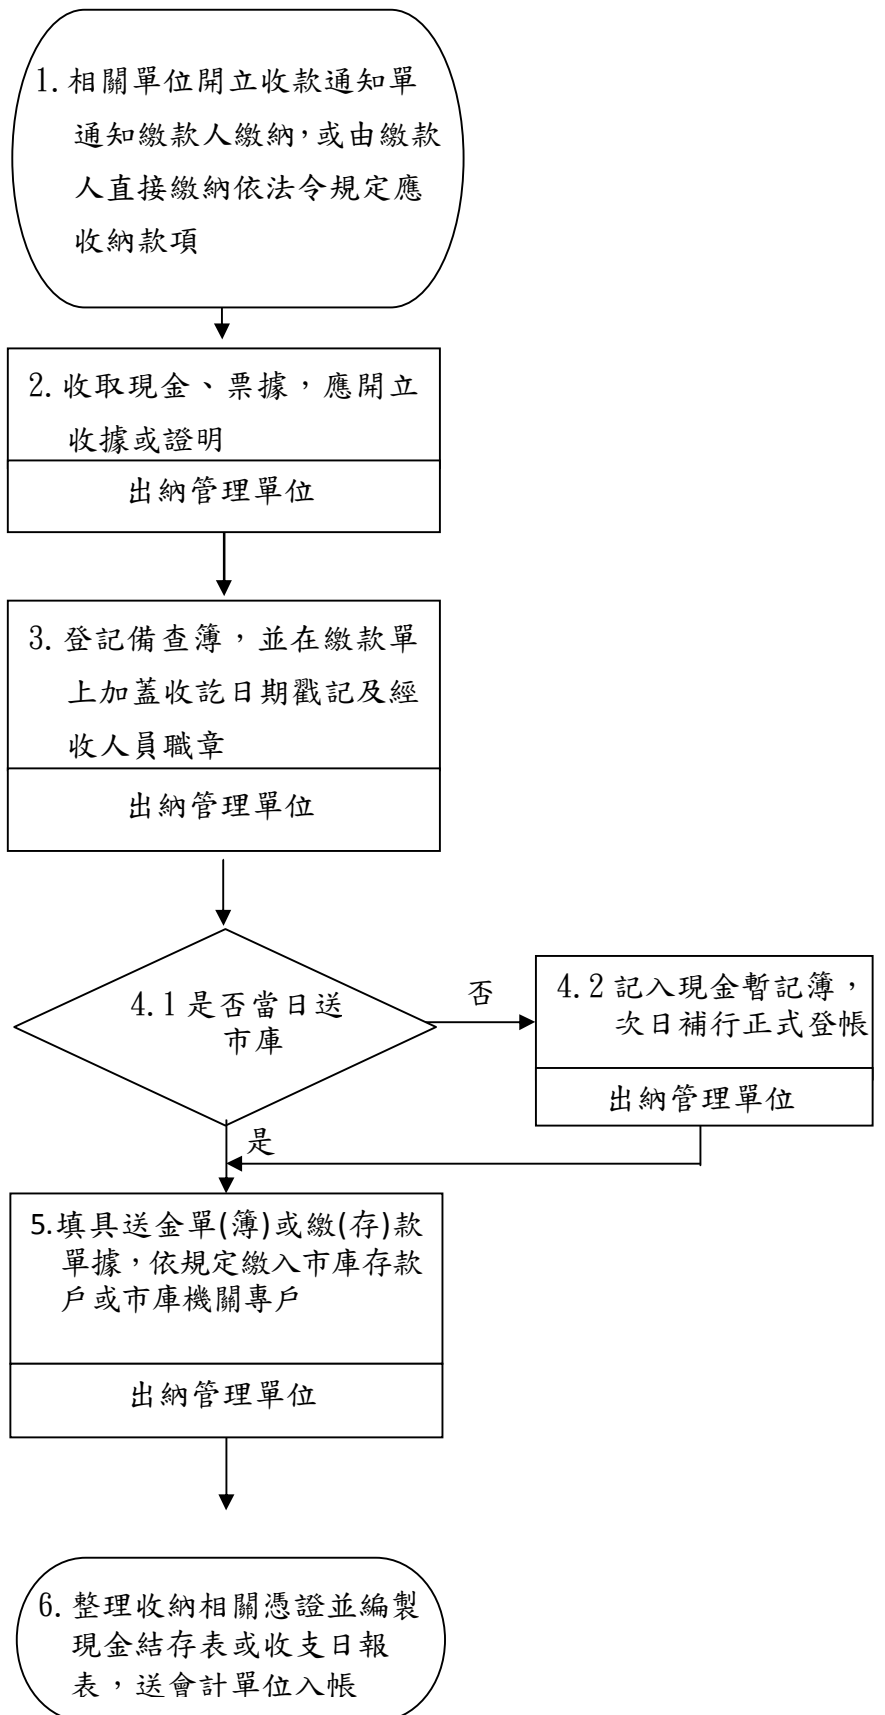 1. 相關單位開立收款通知單
通知繳款人繳納，或由繳款
人直接繳納依法令規定應
收納款項
2. 收取現金、票據，應開立
收據或證明
出納管理單位
3. 登記備查簿，並在繳款單
上加蓋收訖日期戳記及經
收人員職章
出納管理單位
4.1 是否當日送
市庫
否
4.2 記入現金暫記簿，
次日補行正式登帳
出納管理單位
是
5.填具送金單(簿)或繳(存)款
單據，依規定繳入市庫存款
戶或市庫機關專戶
出納管理單位
6. 整理收納相關憑證並編製
現金結存表或收支日報
表，送會計單位入帳